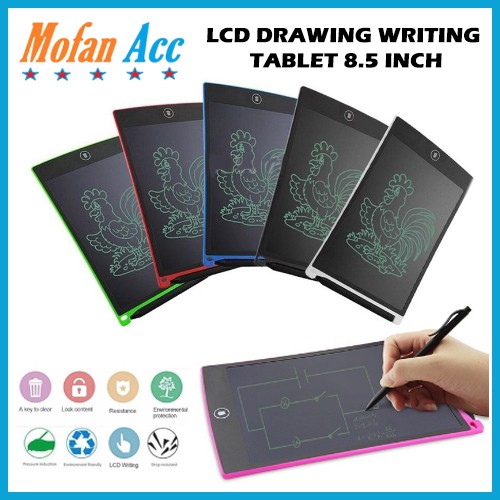 Mofan Acc
LCD DRAWING WRITING
TABLET 8.5 INCH
A key to clear
Lock content
Resistance
Environmental
protection
Pressure induction
Environment friendly
LCD Writing
Drop resistant